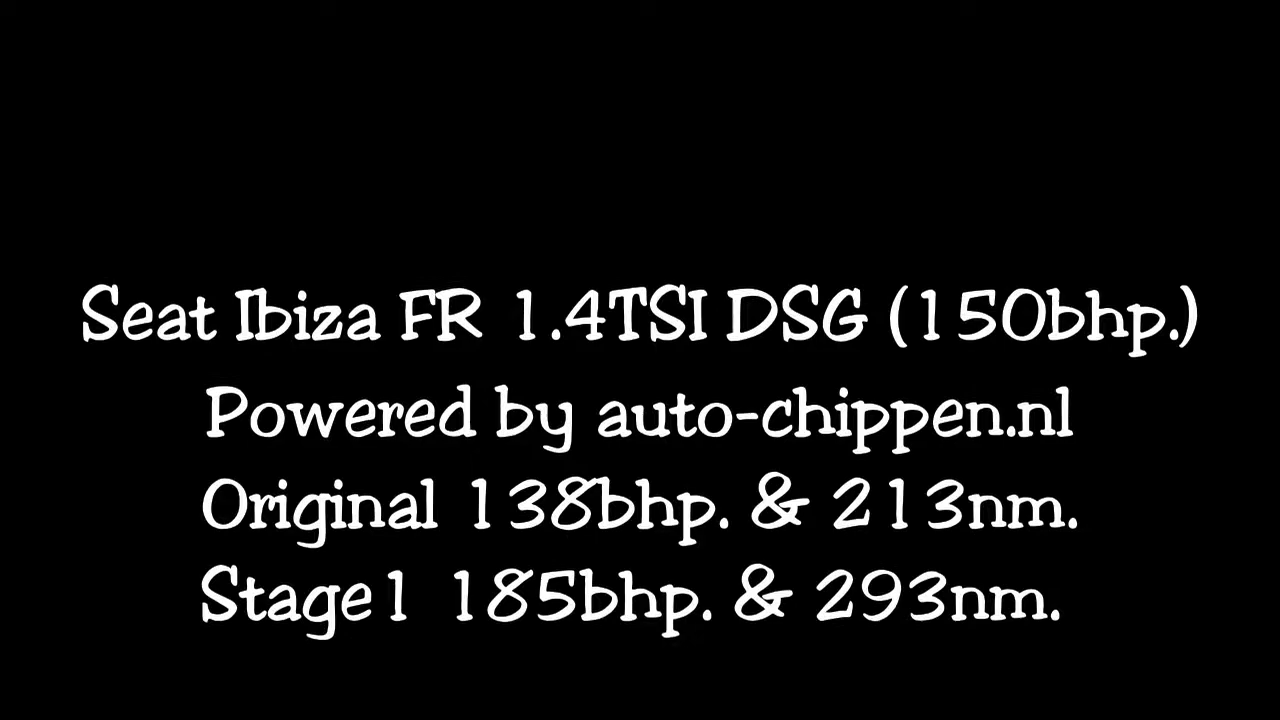 Seat Ibiza FR 1.4TSI DSG (150bhp.)
Powered by auto-chippen.nl
Original 138bhp. & 213nm.
Stage1 185bhp. & 293nm.